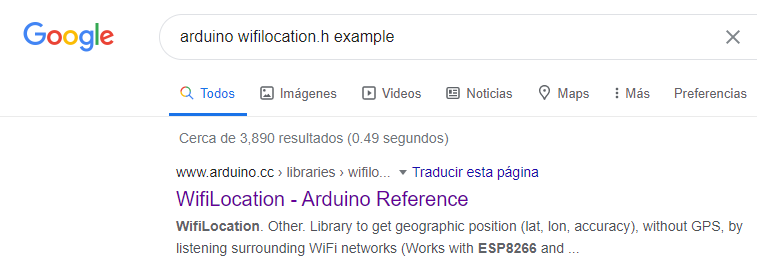 Google
arduino wifilocation.h example
Todos Imágenes Videos Noticias Maps Más Preferencias
Cerca de 3,890 resultados (0.49 segundos)
www.arduino.cc › libraries › wifilo... Traducir esta página
WifiLocation - Arduino Reference
WifiLocation. Other. Library to get geographic position (lat, lon, accuracy), without GPS, by
listening surrounding WiFi networks (Works with ESP8266 and ...